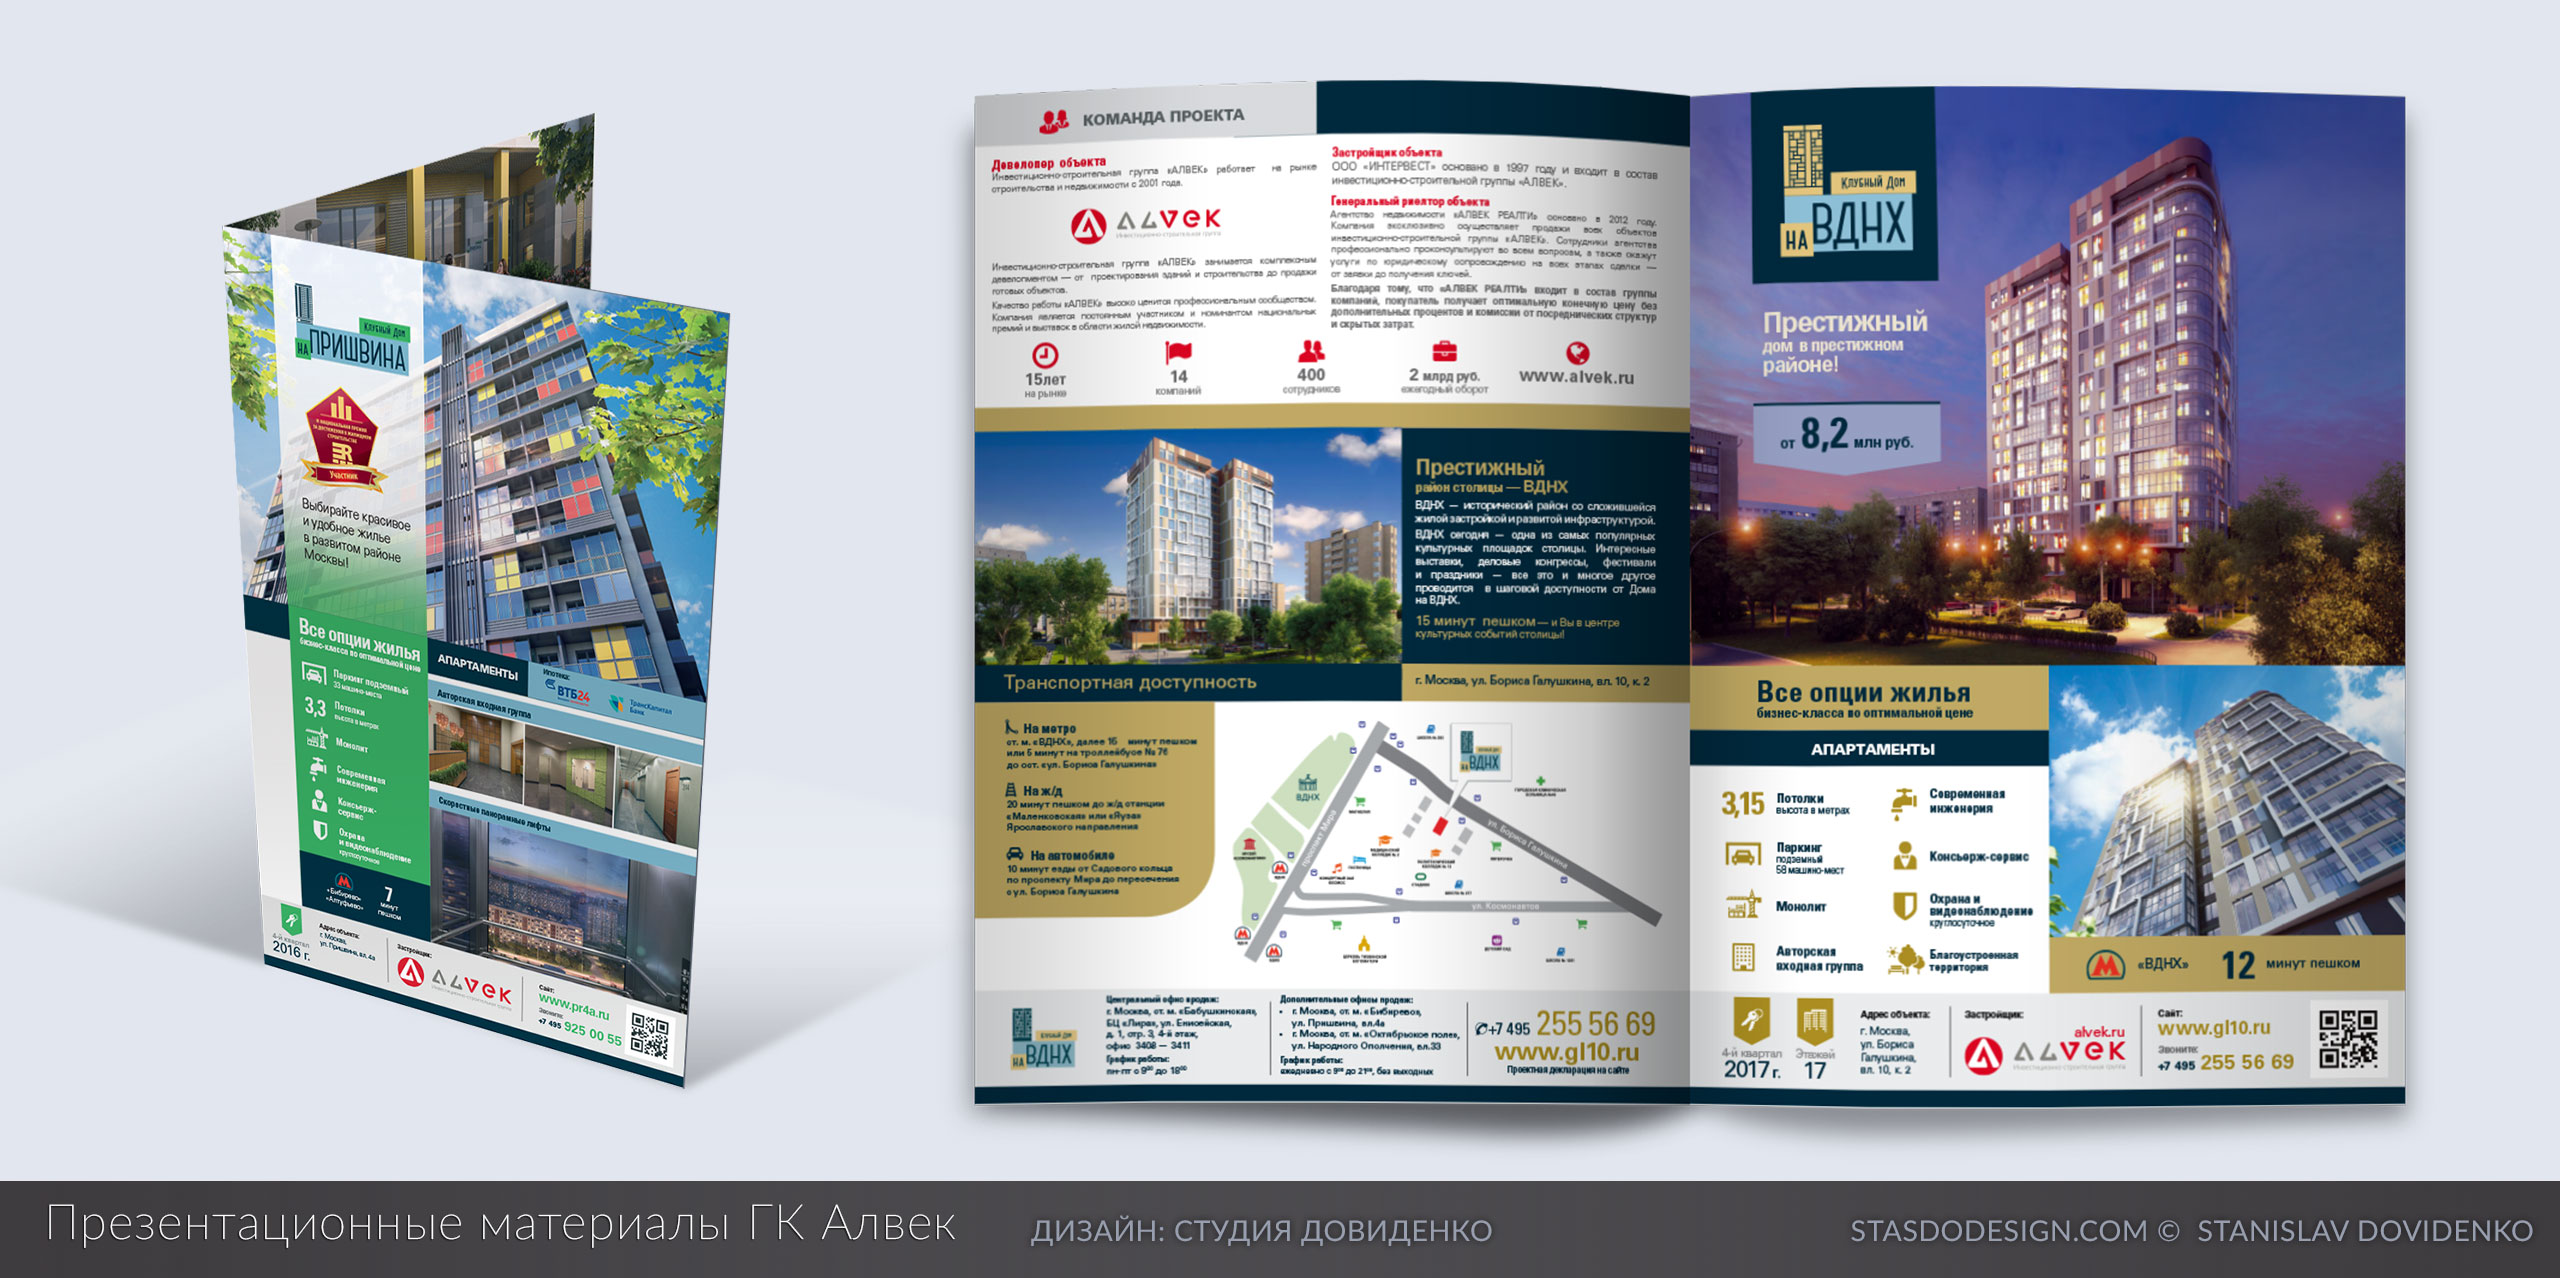 Клубный Дом
НА ПРИШВИНА
Участник
Выбирайте красивое
и удобное жилье
в развитом районе
Москвы!
Все опции жилья
бизнес-класса по оптимальной цене
Паркинг подземный
33 машино-места
3,3 Потолки
высота в метрах
Монолит
Современная
инженерия
Консьерж-
сервис
Охрана
и видеонаблюдение
круглосуточное
«Бибирево»
«Алтуфьево»
7
минут
пешком
АПАРТАМЕНТЫ
Ипотека:
ВТБ24
ТрансКапитал
Банк
Авторская входная группа
Скоростные панорамные лифты
4-й квартал
2016 г.
Адрес объекта:
г. Москва,
ул. Пришвина, вл. 4а
Застройщик:
ALVEK
Инвестиционно-строительная группа
Сайт:
www.pr4a.ru
Звоните:
+7 495 925 00 55
КОМАНДА ПРОЕКТА
Девелопер объекта
Инвестиционно-строительная группа «АЛВЕК» работает на рынке
строительства и недвижимости с 2001 года.
ALVEK
Инвестиционно-строительная группа
Инвестиционно-строительная группа «АЛВЕК» занимается комплексным
девелопментом — от проектирования зданий и строительства до продажи
готовых объектов.
Качество работы «АЛВЕК» высоко ценится профессиональным сообществом.
Компания является постоянным участником и номинантом национальных
премий и выставок в области жилой недвижимости.
Застройщик объекта
ООО «ИНТЕРВЕСТ» основано в 1997 году и входит в состав
инвестиционно-строительной группы «АЛВЕК».
Генеральный риелтор объекта
Агентство недвижимости «АЛВЕК РЕАЛТИ» основано в 2012 году.
Компания эксклюзивно осуществляет продажи всех объектов
инвестиционно-строительной группы «АЛВЕК». Сотрудники агентства
профессионально проконсультируют во всем вопросам, а также окажут
услуги по юридическому сопровождению на всех этапах сделки —
от заявки до получения ключей.
Благодаря тому, что «АЛВЕК РЕАЛТИ» входит в состав группы
компаний, покупатель получает оптимальную конечную цену без
дополнительных процентов и комиссии от посреднических структур
и скрытых затрат.
15лет
на рынке
14
компаний
400
сотрудников
2 млрд руб.
ежегодный оборот
www.alvek.ru
Престижный
район столицы — ВДНХ
ВДНХ — исторический район со сложившейся
жилой застройкой и развитой инфраструктурой.
ВДНХ сегодня — одна из самых популярных
культурных площадок столицы. Интересные
выставки, деловые конгрессы, фестивали
и праздники — все это и многое другое
проводится в шаговой доступности от Дома
на ВДНХ.
15 минут пешком — и Вы в центре
культурных событий столицы!
Транспортная доступность
г. Москва, ул. Бориса Галушкина, вл. 10, к. 2
На метро
ст. м. «ВДНХ», далее 15 минут пешком
или 5 минут на троллейбусе № 76
до ост. «ул. Бориса Галушкина»
На ж/д
20 минут пешком до ж/д станции
«Маленковская» или «Яуза»
Ярославского направления
На автомобиле
10 минут езды от Садового кольца
по проспекту Мира до пересечения
с ул. Бориса Галушкина
ВДНХ
проспект Мира
ул. Бориса Галушкина
ул. Космонавтов
Клубный Дом
НА ВДНХ
Клубный Дом
НА ВДНХ
Центральный офис продаж:
г. Москва, ст. м. «Бабушкинская»,
БЦ «Лира», ул. Енисейская,
д. 1, стр. 3, 4-й этаж,
офис 3408 — 3411
График работы:
пн-пт с 9⁰⁰ до 18⁰⁰
Дополнительные офисы продаж:
• г. Москва, ст. м. «Бибирево»,
ул. Пришвина, вл.4а
• г. Москва, ст. м. «Октябрьское поле»,
ул. Народного Ополчения, вл.33
График работы:
ежедневно с 9⁰⁰ до 21⁰⁰, без выходных
+7 495 255 56 69
www.gl10.ru
Проектная декларация на сайте
Клубный Дом
НА ВДНХ
Престижный
дом в престижном
районе!
от 8,2 млн руб.
Все опции жилья
бизнес-класса по оптимальной цене
АПАРТАМЕНТЫ
3,15 Потолки
высота в метрах
Современная
инженерия
Паркинг
подземный
58 машино-мест
Консьерж-сервис
Монолит
Охрана и
видеонаблюдение
круглосуточное
Авторская
входная группа
Благоустроенная
территория
«ВДНХ» 12 минут пешком
4-й квартал
2017 г.
Этажей
17
Адрес объекта:
г. Москва,
ул. Бориса
Галушкина,
вл. 10, к. 2
Застройщик:
alvek.ru
ALVEK
Инвестиционно-строительная группа
Сайт:
www.gl10.ru
Звоните:
+7 495 255 56 69
Презентационные материалы ГК Алвек
ДИЗАЙН: СТУДИЯ ДОВИДЕНКО
STASDODESIGN.COM © STANISLAV DOVIDENKO